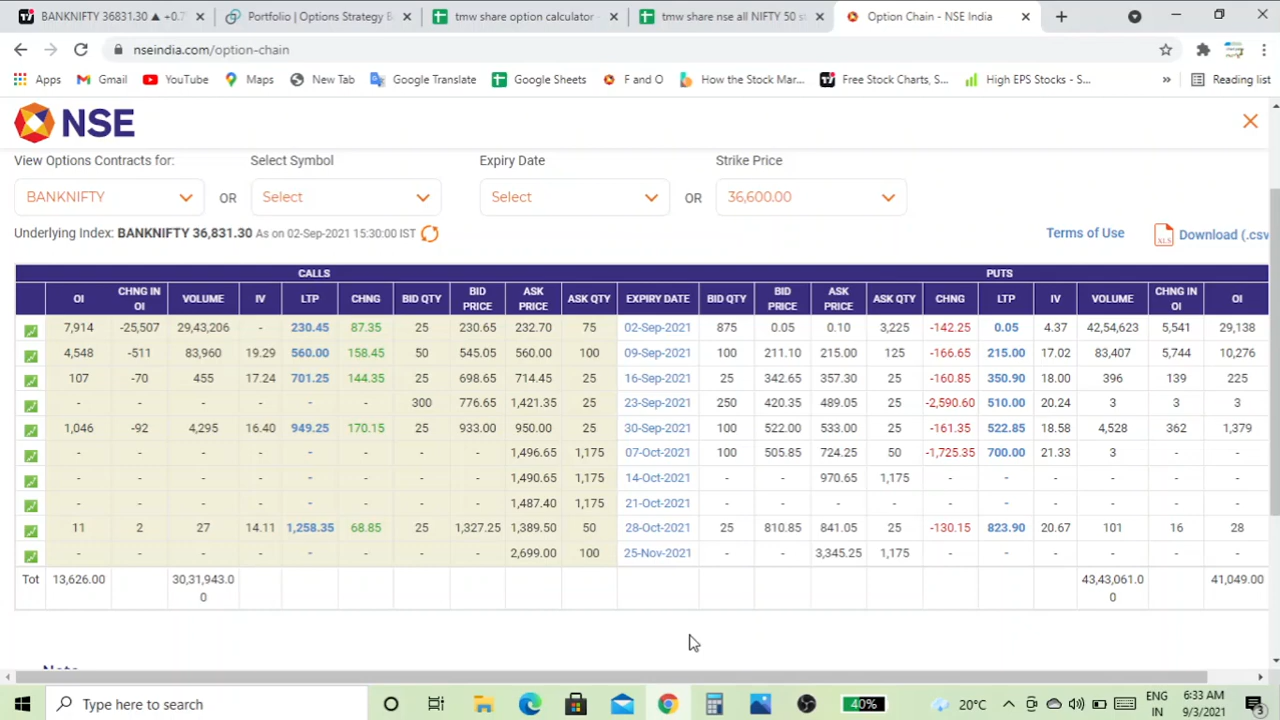 BANKNIFTY 36831.30 ▲ +0.7
Portfolio | Options Strategy B
tmw share option calculator -
tmw share nse all NIFTY 50 s
Option Chain - NSE India
nseindia.com/option-chain
Apps Gmail YouTube Maps New Tab Google Translate Google Sheets F and O How the Stock Mar... Free Stock Charts, S... High EPS Stocks - S... » Reading list
NSE
View Options Contracts for: Select Symbol Expiry Date Strike Price
BANKNIFTY OR Select Select OR 36,600.00
Underlying Index: BANKNIFTY 36,831.30 As on 02-Sep-2021 15:30:00 IST Terms of Use Download (.csv
CALLS PUTS
OI CHNG IN OI VOLUME IV LTP CHNG BID QTY BID PRICE ASK PRICE ASK QTY EXPIRY DATE BID QTY BID PRICE ASK PRICE ASK QTY CHNG LTP IV VOLUME CHNG IN OI OI
7,914 -25,507 29,43,206 - 230.45 87.35 25 230.65 232.70 75 02-Sep-2021 875 0.05 0.10 3,225 -142.25 0.05 4.37 42,54,623 5,541 29,138
4,548 -511 83,960 19.29 560.00 158.45 50 545.05 560.00 100 09-Sep-2021 100 211.10 215.00 125 -166.65 215.00 17.02 83,407 5,744 10,276
107 -70 455 17.24 701.25 144.35 25 698.65 714.45 25 16-Sep-2021 25 342.65 357.30 25 -160.85 350.90 18.00 396 139 225
- - - - - - 300 776.65 1,421.35 25 23-Sep-2021 250 420.35 489.05 25 -2,590.60 510.00 20.24 3 3 3
1,046 -92 4,295 16.40 949.25 170.15 25 933.00 950.00 25 30-Sep-2021 100 522.00 533.00 25 -161.35 522.85 18.58 4,528 362 1,379
- - - - - - - - 1,496.65 1,175 07-Oct-2021 100 505.85 724.25 50 -1,725.35 700.00 21.33 3 - -
- - - - - - - - 1,490.65 1,175 14-Oct-2021 - - 970.65 1,175 - - - - - -
- - - - - - - - 1,487.40 1,175 21-Oct-2021 - - - - - - - - - -
11 2 27 14.11 1,258.35 68.85 25 1,327.25 1,389.50 50 28-Oct-2021 25 810.85 841.05 25 -130.15 823.90 20.67 101 16 28
- - - - - - - - 2,699.00 100 25-Nov-2021 - - 3,345.25 1,175 - - - - - -
Tot 13,626.00 30,31,943.00 43,43,061.00 41,049.00
Note
Type here to search 40% 20°C ENG IN 6:33 AM 9/3/2021 3